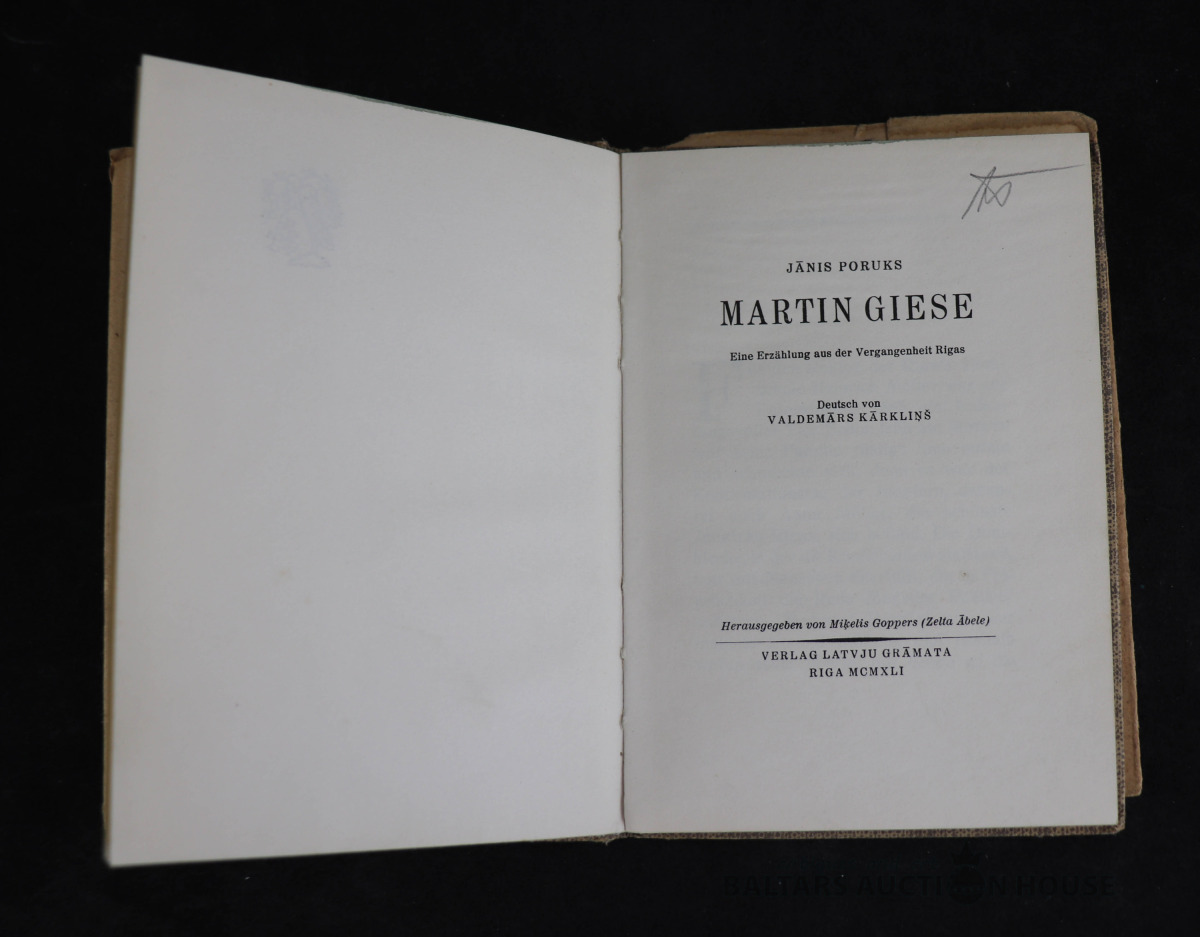 JĀNIS PORUKS
MARTIN GIESE
Eine Erzählung aus der Vergangenheit Rigas
Deutsch von
VALDEMĀRS KĀRKLIŅŠ
Herausgegeben von Miķelis Goppers (Zelta Ābele)
VERLAG LATVJU GRĀMATA
RIGA MCMXLI
BALTARS AUCTION HOUSE